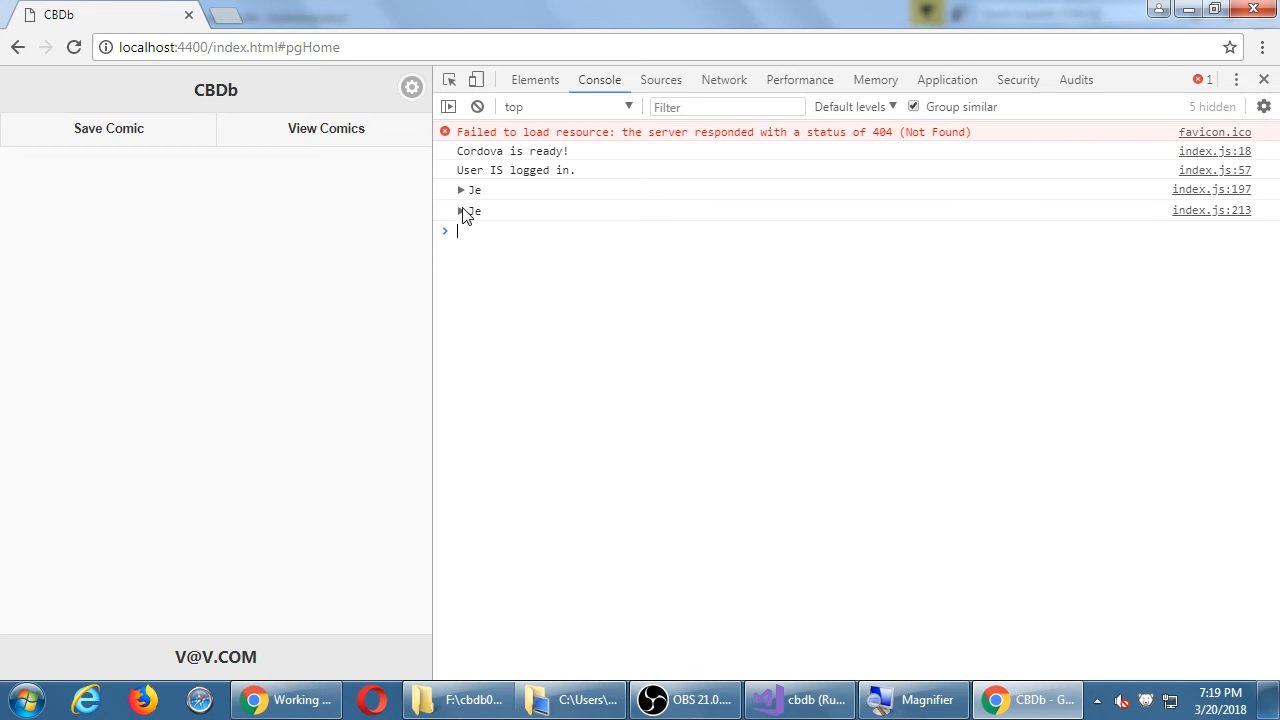 CBDb
localhost:4400/index.html#pgHome
CBDb
Save Comic
View Comics
V@V.COM
Elements
Console
Sources
Network
Performance
Memory
Application
Security
Audits
1
top
Filter
Default levels
Group similar
5 hidden
Failed to load resource: the server responded with a status of 404 (Not Found)
favicon.ico
Cordova is ready!
index.js:18
User IS logged in.
index.js:57
Je
index.js:197
Je
index.js:213
Working ...
F:\cbdb0...
C:\Users\...
OBS 21.0....
cbdb (Ru...
Magnifier
CBDb - G...
7:19 PM
3/20/2018